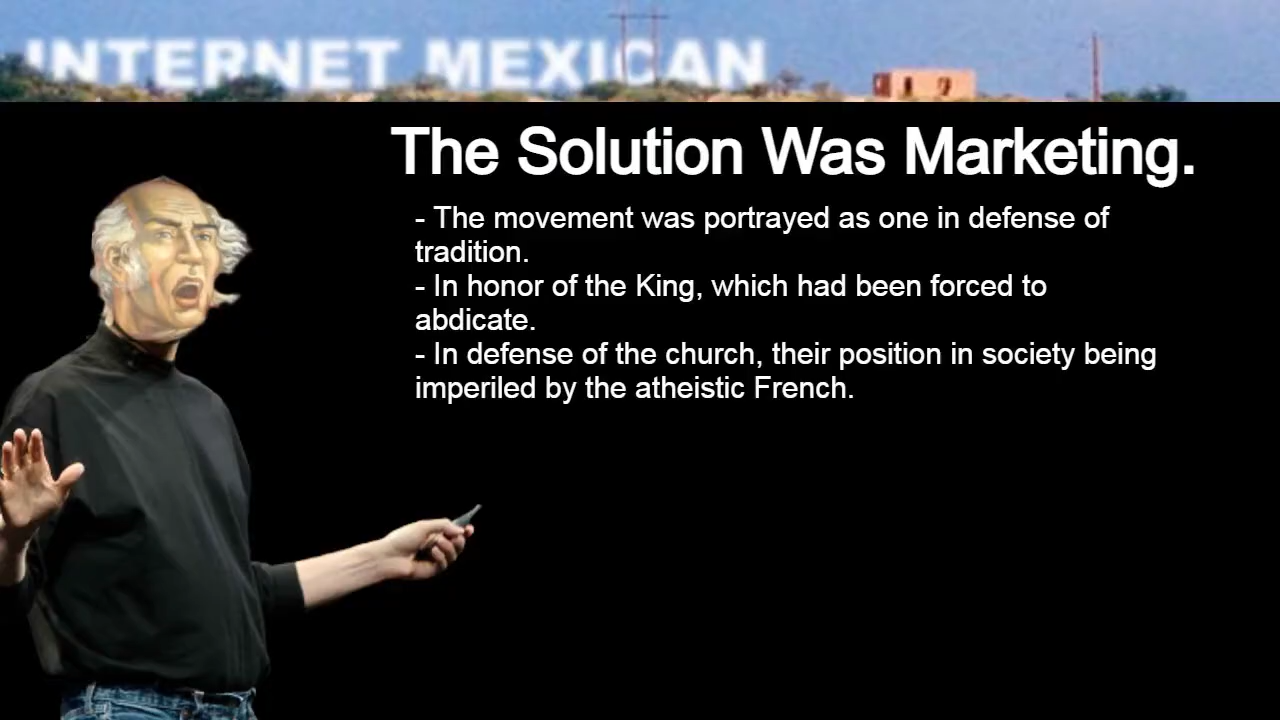 INTERNET MEXICAN
The Solution Was Marketing.
- The movement was portrayed as one in defense of
tradition.
- In honor of the King, which had been forced to
abdicate.
- In defense of the church, their position in society being
imperiled by the atheistic French.